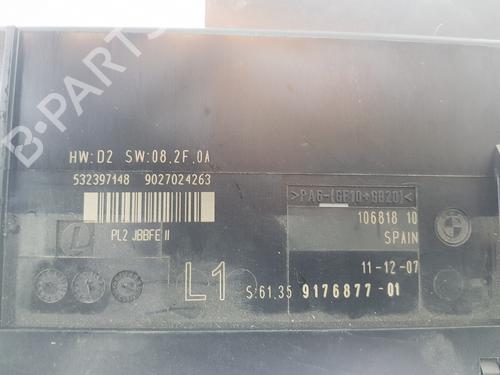 B-PARTS
HW:D2 SW:08.2F.0A
532397148 9027024263
>PA6-(GF10+GB20)<
106818 10
SPAIN
PL2 JBBFE II
11-12-07
L1
S:61.35 9176877-01